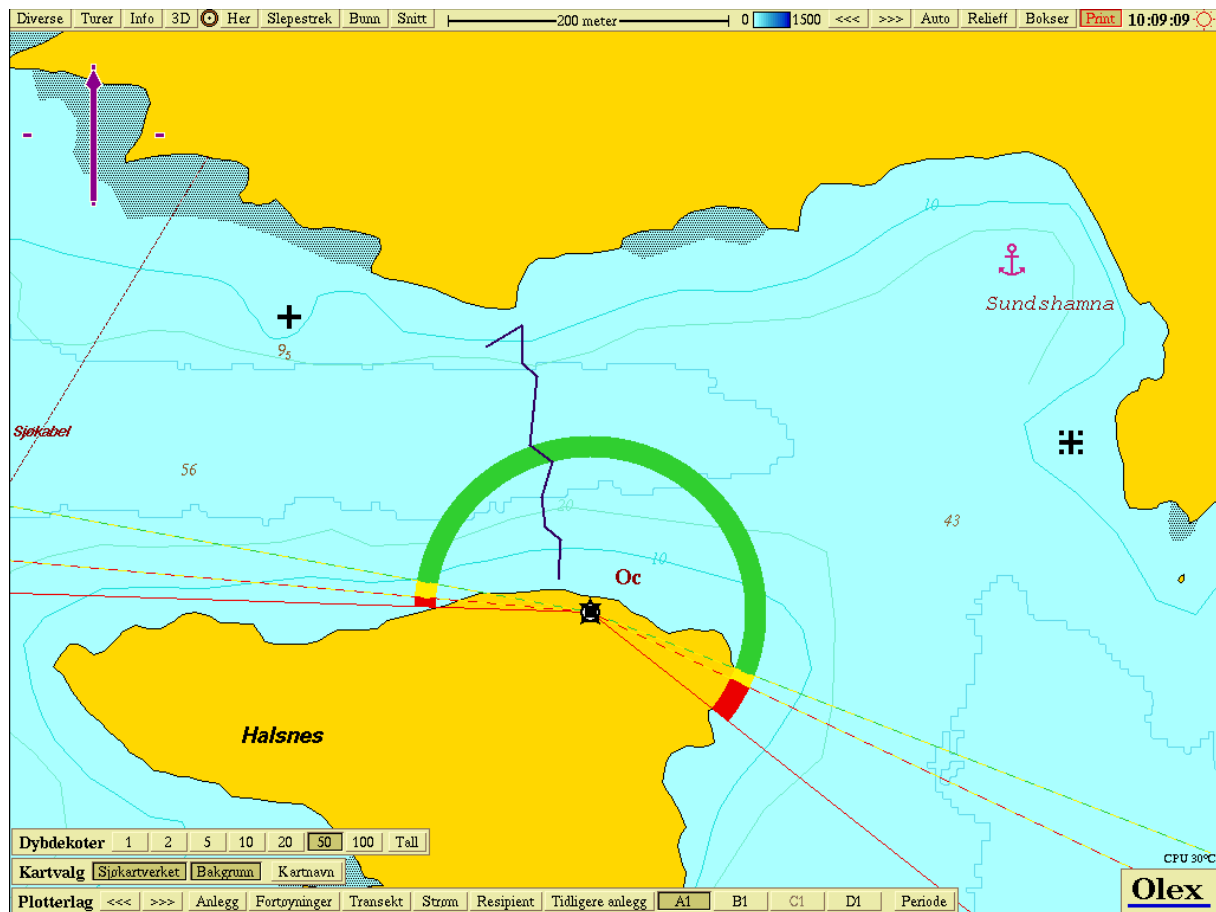 Diverse Turer Info 3D Her Slepestrek Bunn Snitt 200 meter 0 1500 <<< >>> Auto Relieff Bokser Print 10:09:09
10
Sundshamna
9₅
Sjøkabel
56
20
43
10
Oc
Halsnes
Dybdekoter 1 2 5 10 20 50 100 Tall
CPU 30°C
Kartvalg Sjøkartverket Bakgrunn Kartnavn
Plotterlag <<< >>> Anlegg Fortøyninger Transekt Strøm Resipient Tidligere anlegg A1 B1 C1 D1 Periode
Olex